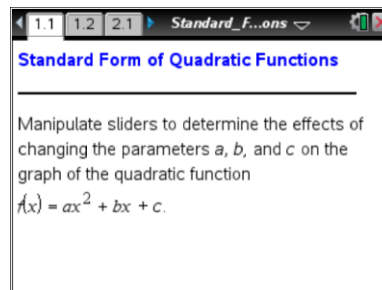 1.1 1.2 2.1 Standard_F...ons
Standard Form of Quadratic Functions
Manipulate sliders to determine the effects of
changing the parameters a, b, and c on the
graph of the quadratic function
f(x) = ax² + bx + c.